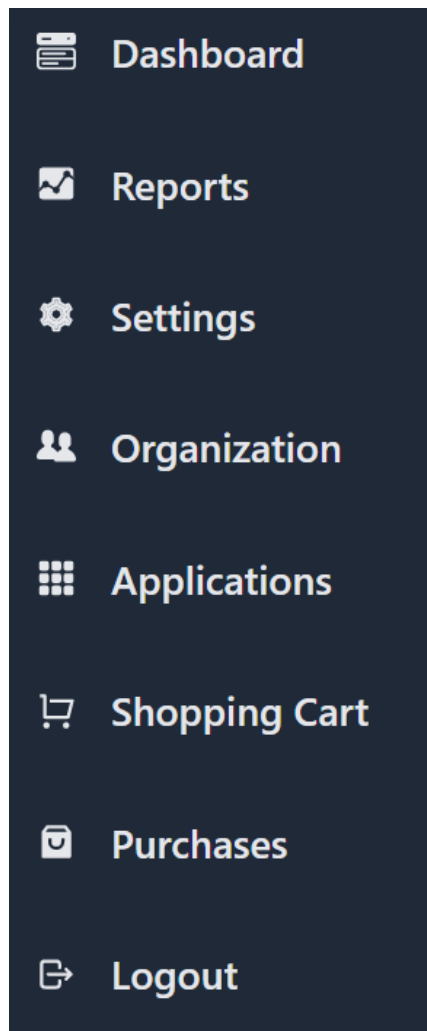 Dashboard
Reports
Settings
Organization
Applications
Shopping Cart
Purchases
Logout